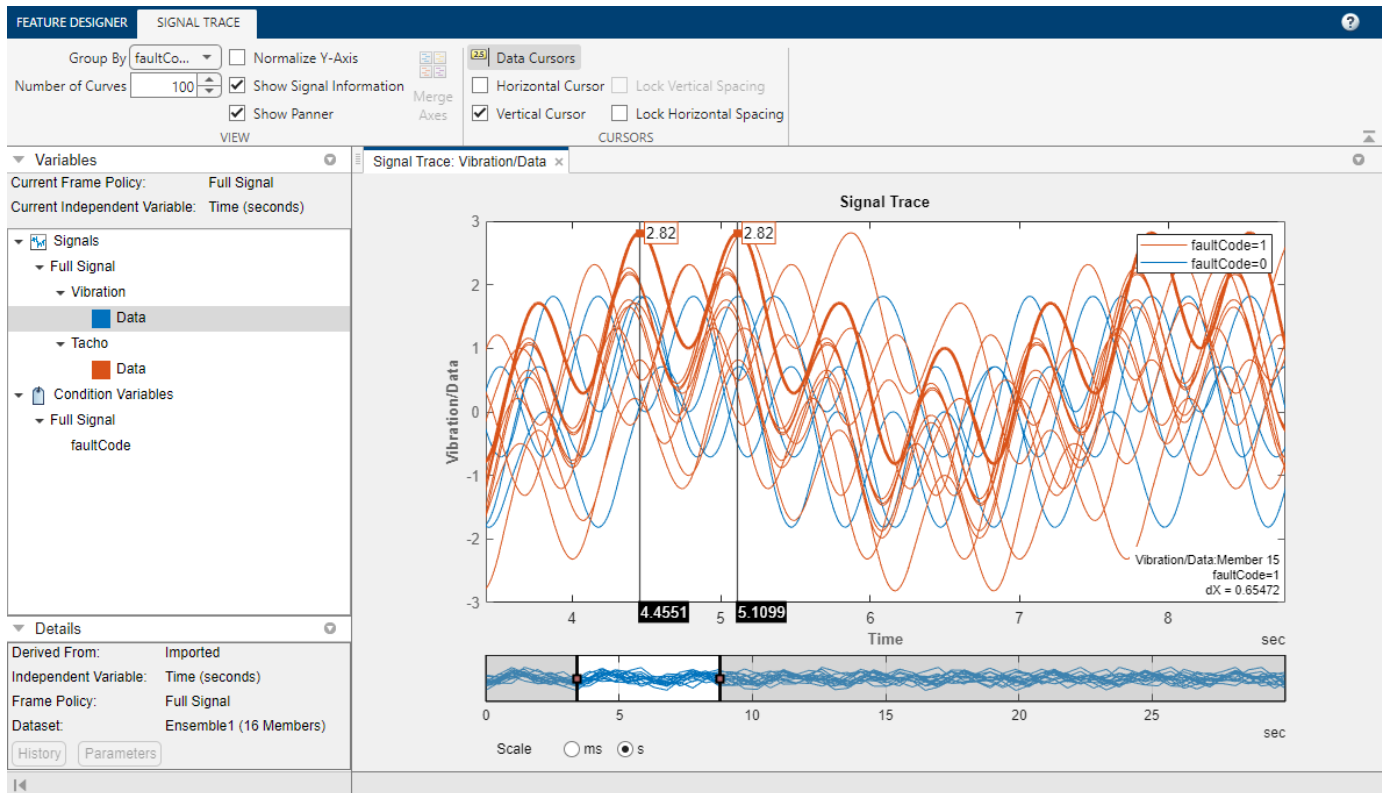 FEATURE DESIGNER SIGNAL TRACE ?
Group By faultCo... Normalize Y-Axis
Number of Curves 100 Show Signal Information
Show Panner
Merge
Axes
VIEW
2.5 Data Cursors
Horizontal Cursor Lock Vertical Spacing
Vertical Cursor Lock Horizontal Spacing
CURSORS
Variables
Current Frame Policy: Full Signal
Current Independent Variable: Time (seconds)
Signals
Full Signal
Vibration
Data
Tacho
Data
Condition Variables
Full Signal
faultCode
Details
Derived From: Imported
Independent Variable: Time (seconds)
Frame Policy: Full Signal
Dataset: Ensemble1 (16 Members)
History Parameters
Signal Trace: Vibration/Data ×
Signal Trace
3
2
1
0
-1
-2
-3
Vibration/Data
2.82 2.82
faultCode=1
faultCode=0
Vibration/Data:Member 15
faultCode=1
dX = 0.65472
4 4.4551 5 5.1099 6 7 8
Time sec
0 5 10 15 20 25
sec
Scale ms s